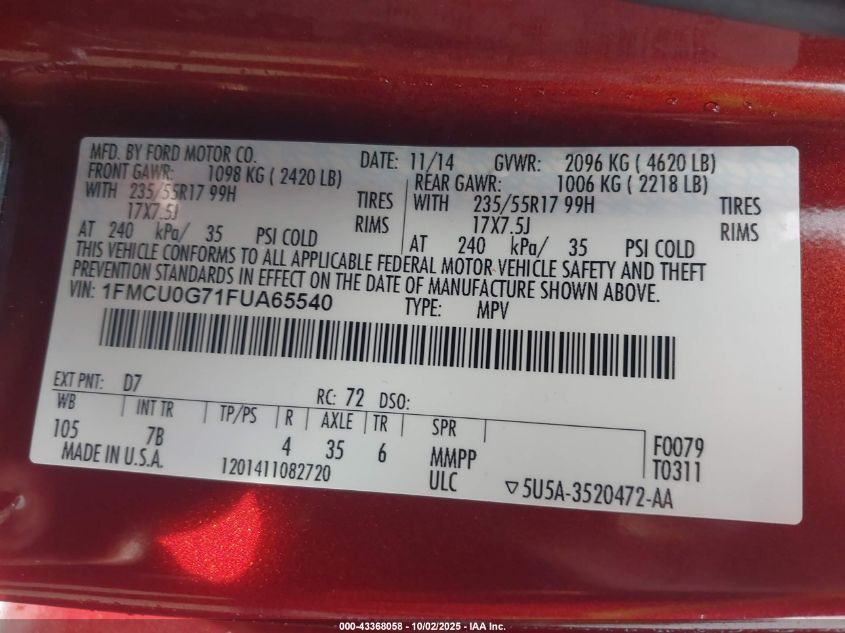 MFD. BY FORD MOTOR CO. DATE: 11/14 GVWR: 2096 KG ( 4620 LB)
FRONT GAWR: 1098 KG ( 2420 LB) REAR GAWR: 1006 KG ( 2218 LB)
WITH 235/55R17 99H TIRES WITH 235/55R17 99H TIRES
17X7.5J RIMS 17X7.5J RIMS
AT 240 kPa/ 35 PSI COLD AT 240 kPa/ 35 PSI COLD
THIS VEHICLE CONFORMS TO ALL APPLICABLE FEDERAL MOTOR VEHICLE SAFETY AND THEFT
PREVENTION STANDARDS IN EFFECT ON THE DATE OF MANUFACTURE SHOWN ABOVE.
VIN: 1FMCU0G71FUA65540 TYPE: MPV
EXT PNT: D7 RC: 72 DSO:
WB INT TR TP/PS R AXLE TR SPR
105 7B 4 35 6 MMPP F0079
MADE IN U.S.A. 1201411082720 ULC T0311
▽5U5A-3520472-AA
000-43368058 - 10/02/2025 - IAA Inc.